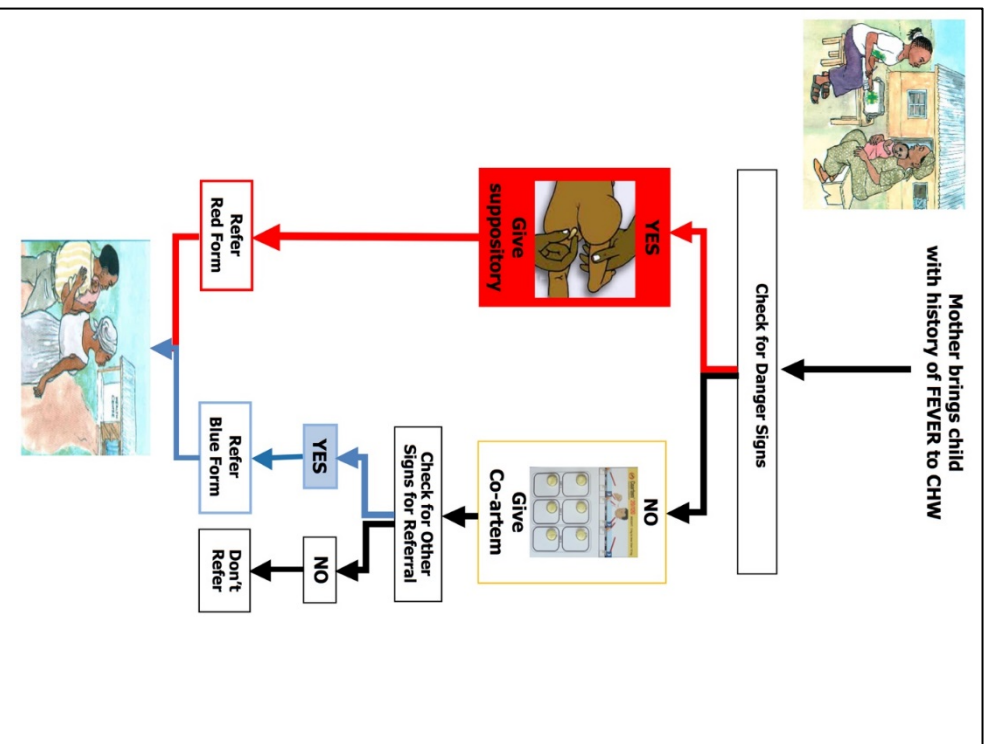 Mother brings child
with history of FEVER to CHW
Check for Danger Signs
YES
Give
suppository
NO
Give
Co-artem
Check for Other
Signs for Referral
YES
NO
Refer
Red Form
Refer
Blue Form
Don't
Refer